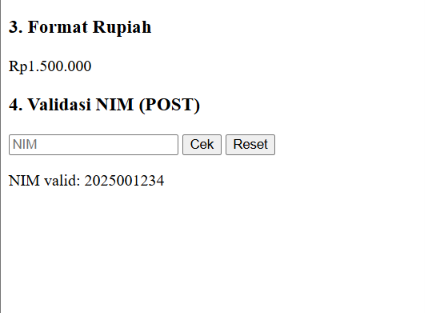 3. Format Rupiah
Rp1.500.000
4. Validasi NIM (POST)
NIM Cek Reset
NIM valid: 2025001234